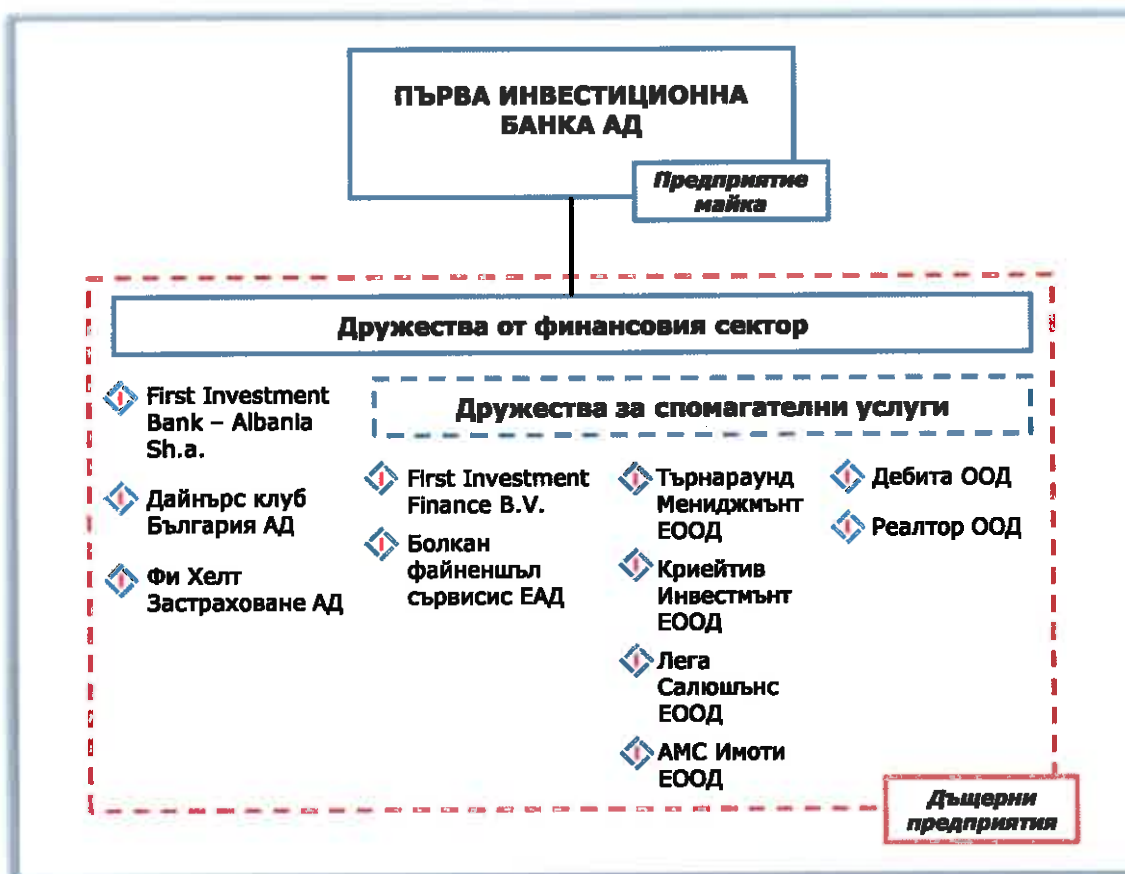 ПЪРВА ИНВЕСТИЦИОННА
БАНКА АД
Предприятие
майка
Дружества от финансовия сектор
First Investment
Bank – Albania
Sh.a.
Дайнърс клуб
България АД
Фи Хелт
Застраховане АД
Дружества за спомагателни услуги
First Investment
Finance B.V.
Болкан
файненшъл
сървисис ЕАД
Търнараунд
Мениджмънт
ЕООД
Криейтив
Инвестмънт
ЕООД
Лега
Салюшънс
ЕООД
АМС Имоти
ЕООД
Дебита ООД
Реалтор ООД
Дъщерни
предприятия